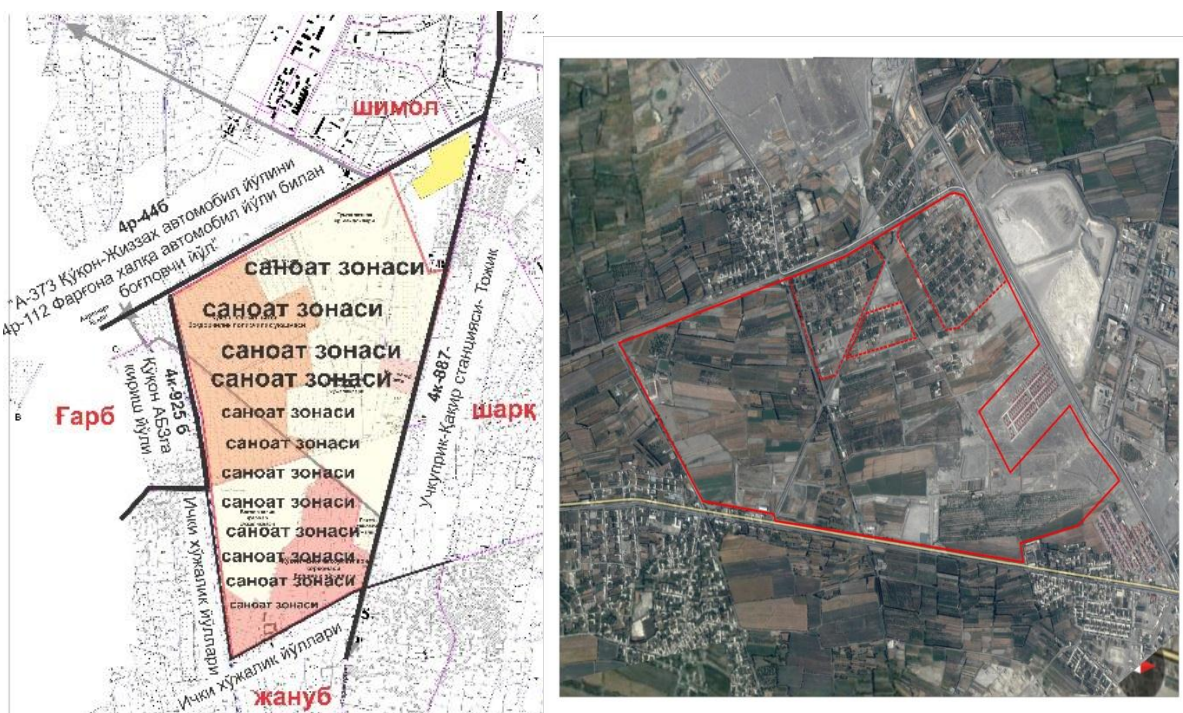 шимол
4р-44б
"А-373 Қўқон-Жиззах автомобил йўлини
4р-112 Фарғона халка автомобил йўли билан
боғловчи йўл"
саноат зонаси
саноат зонаси
саноат зонаси
саноат зонаси
саноат зонаси
саноат зонаси
саноат зонаси
саноат зонаси
саноат зонаси
саноат зонаси
саноат зонаси
саноат зонаси
Ғарб
4к-925 б
Қўқон АБЗга
кириш йўли
4к-887-
Учкуприк-Қақир станцияси- Тожик
шарқ
Ички хўжалик йўллари
Ички хўжалик йўллари
жануб